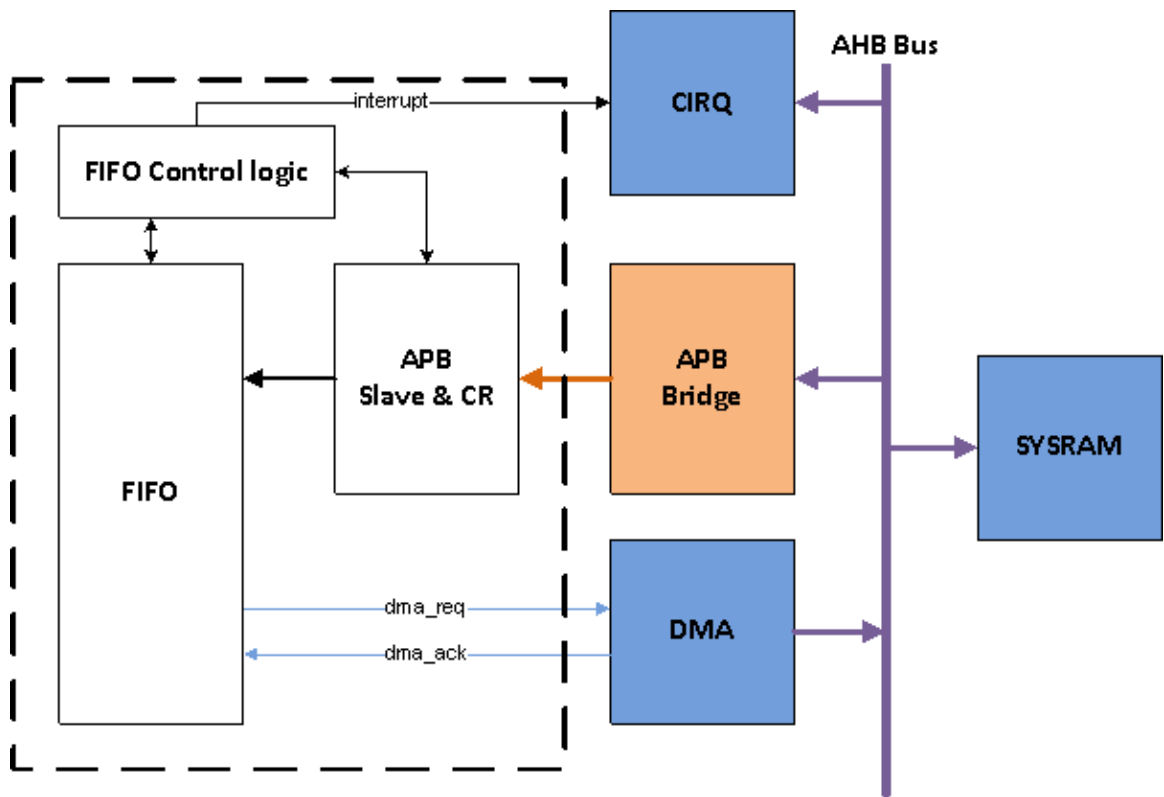 AHB Bus
interrupt
CIRQ
FIFO Control logic
APB
Slave & CR
APB
Bridge
SYSRAM
FIFO
dma_req
DMA
dma_ack